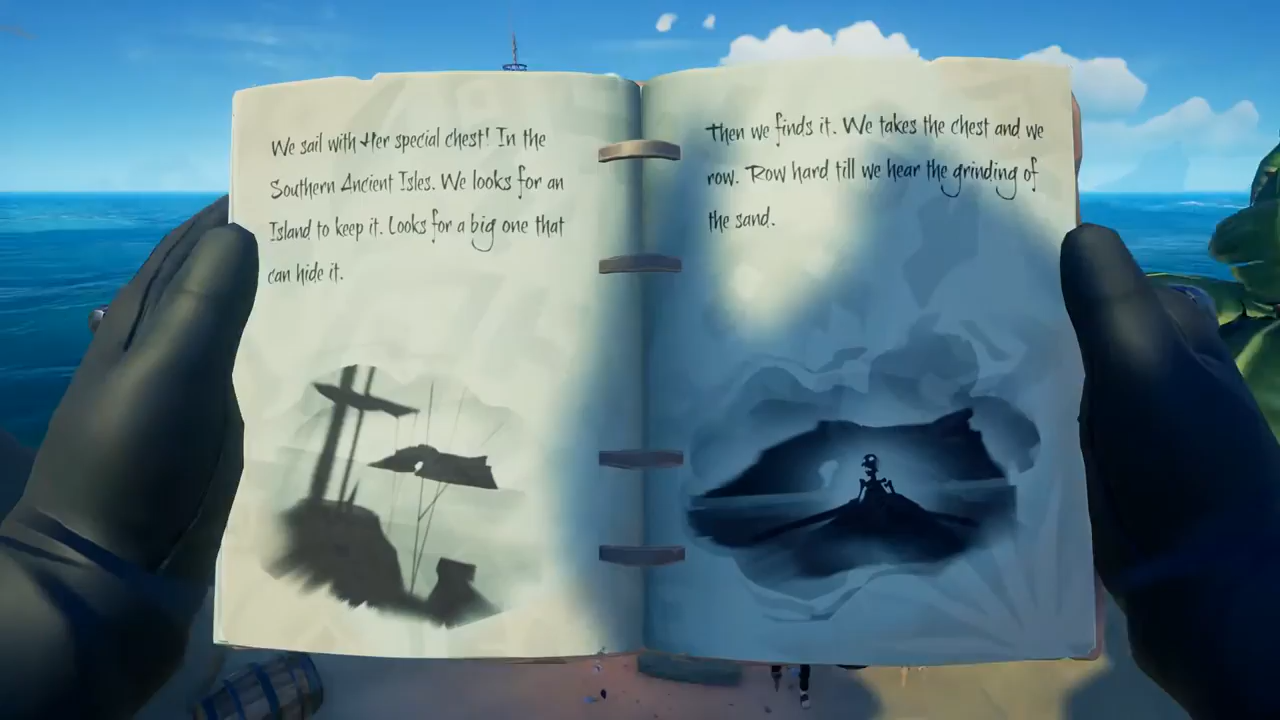 We sail with Her special chest! In the
Southern Ancient Isles. We looks for an
Island to keep it. Looks for a big one that
can hide it.
Then we finds it. We takes the chest and we
row. Row hard till we hear the grinding of
the sand.